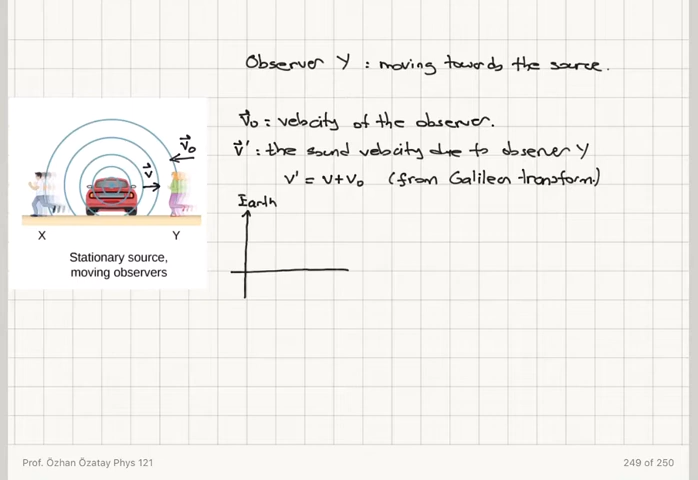 Observer Y : moving towards the source.
v⃗o : velocity of the observer.
v⃗' : the sound velocity due to observer Y
v' = v+vo (from Galilean transform.)
Earth
v⃗o
v⃗
X
Y
Stationary source,
moving observers
Prof. Özhan Özatay Phys 121
249 of 250